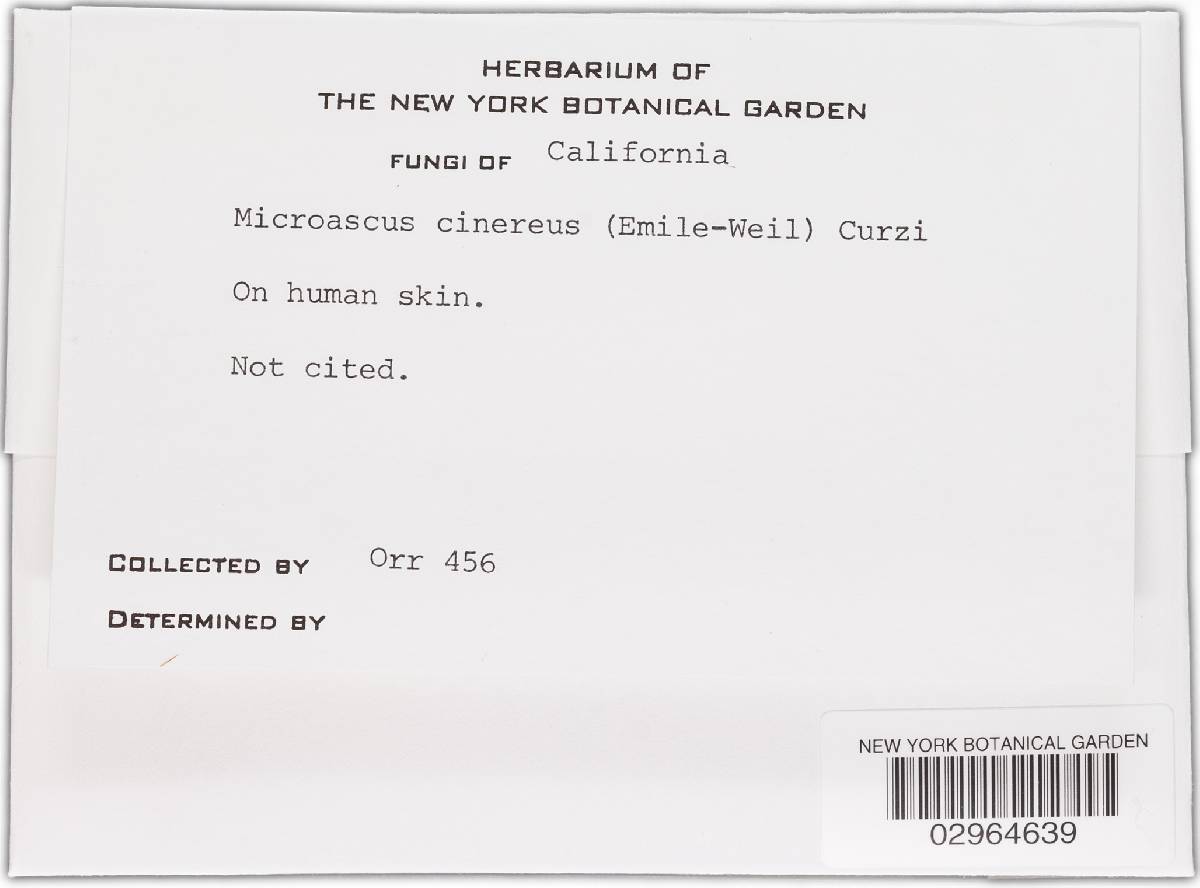 HERBARIUM OF
THE NEW YORK BOTANICAL GARDEN
FUNGI OF California
Microascus cinereus (Emile-Weil) Curzi
On human skin.
Not cited.
COLLECTED BY Orr 456
DETERMINED BY
NEW YORK BOTANICAL GARDEN
02964639